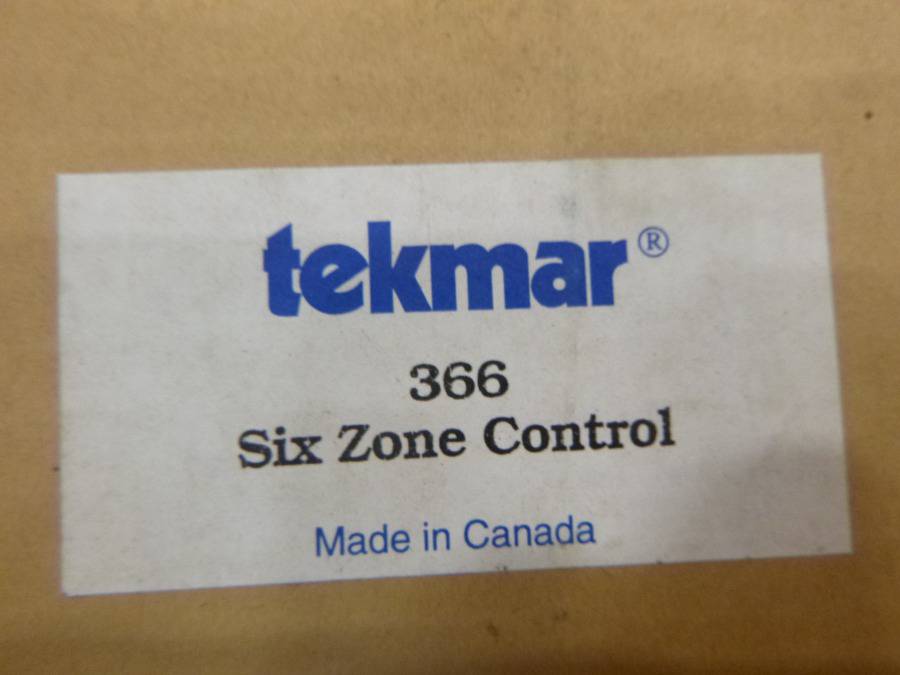 tekmar®
366
Six Zone Control
Made in Canada